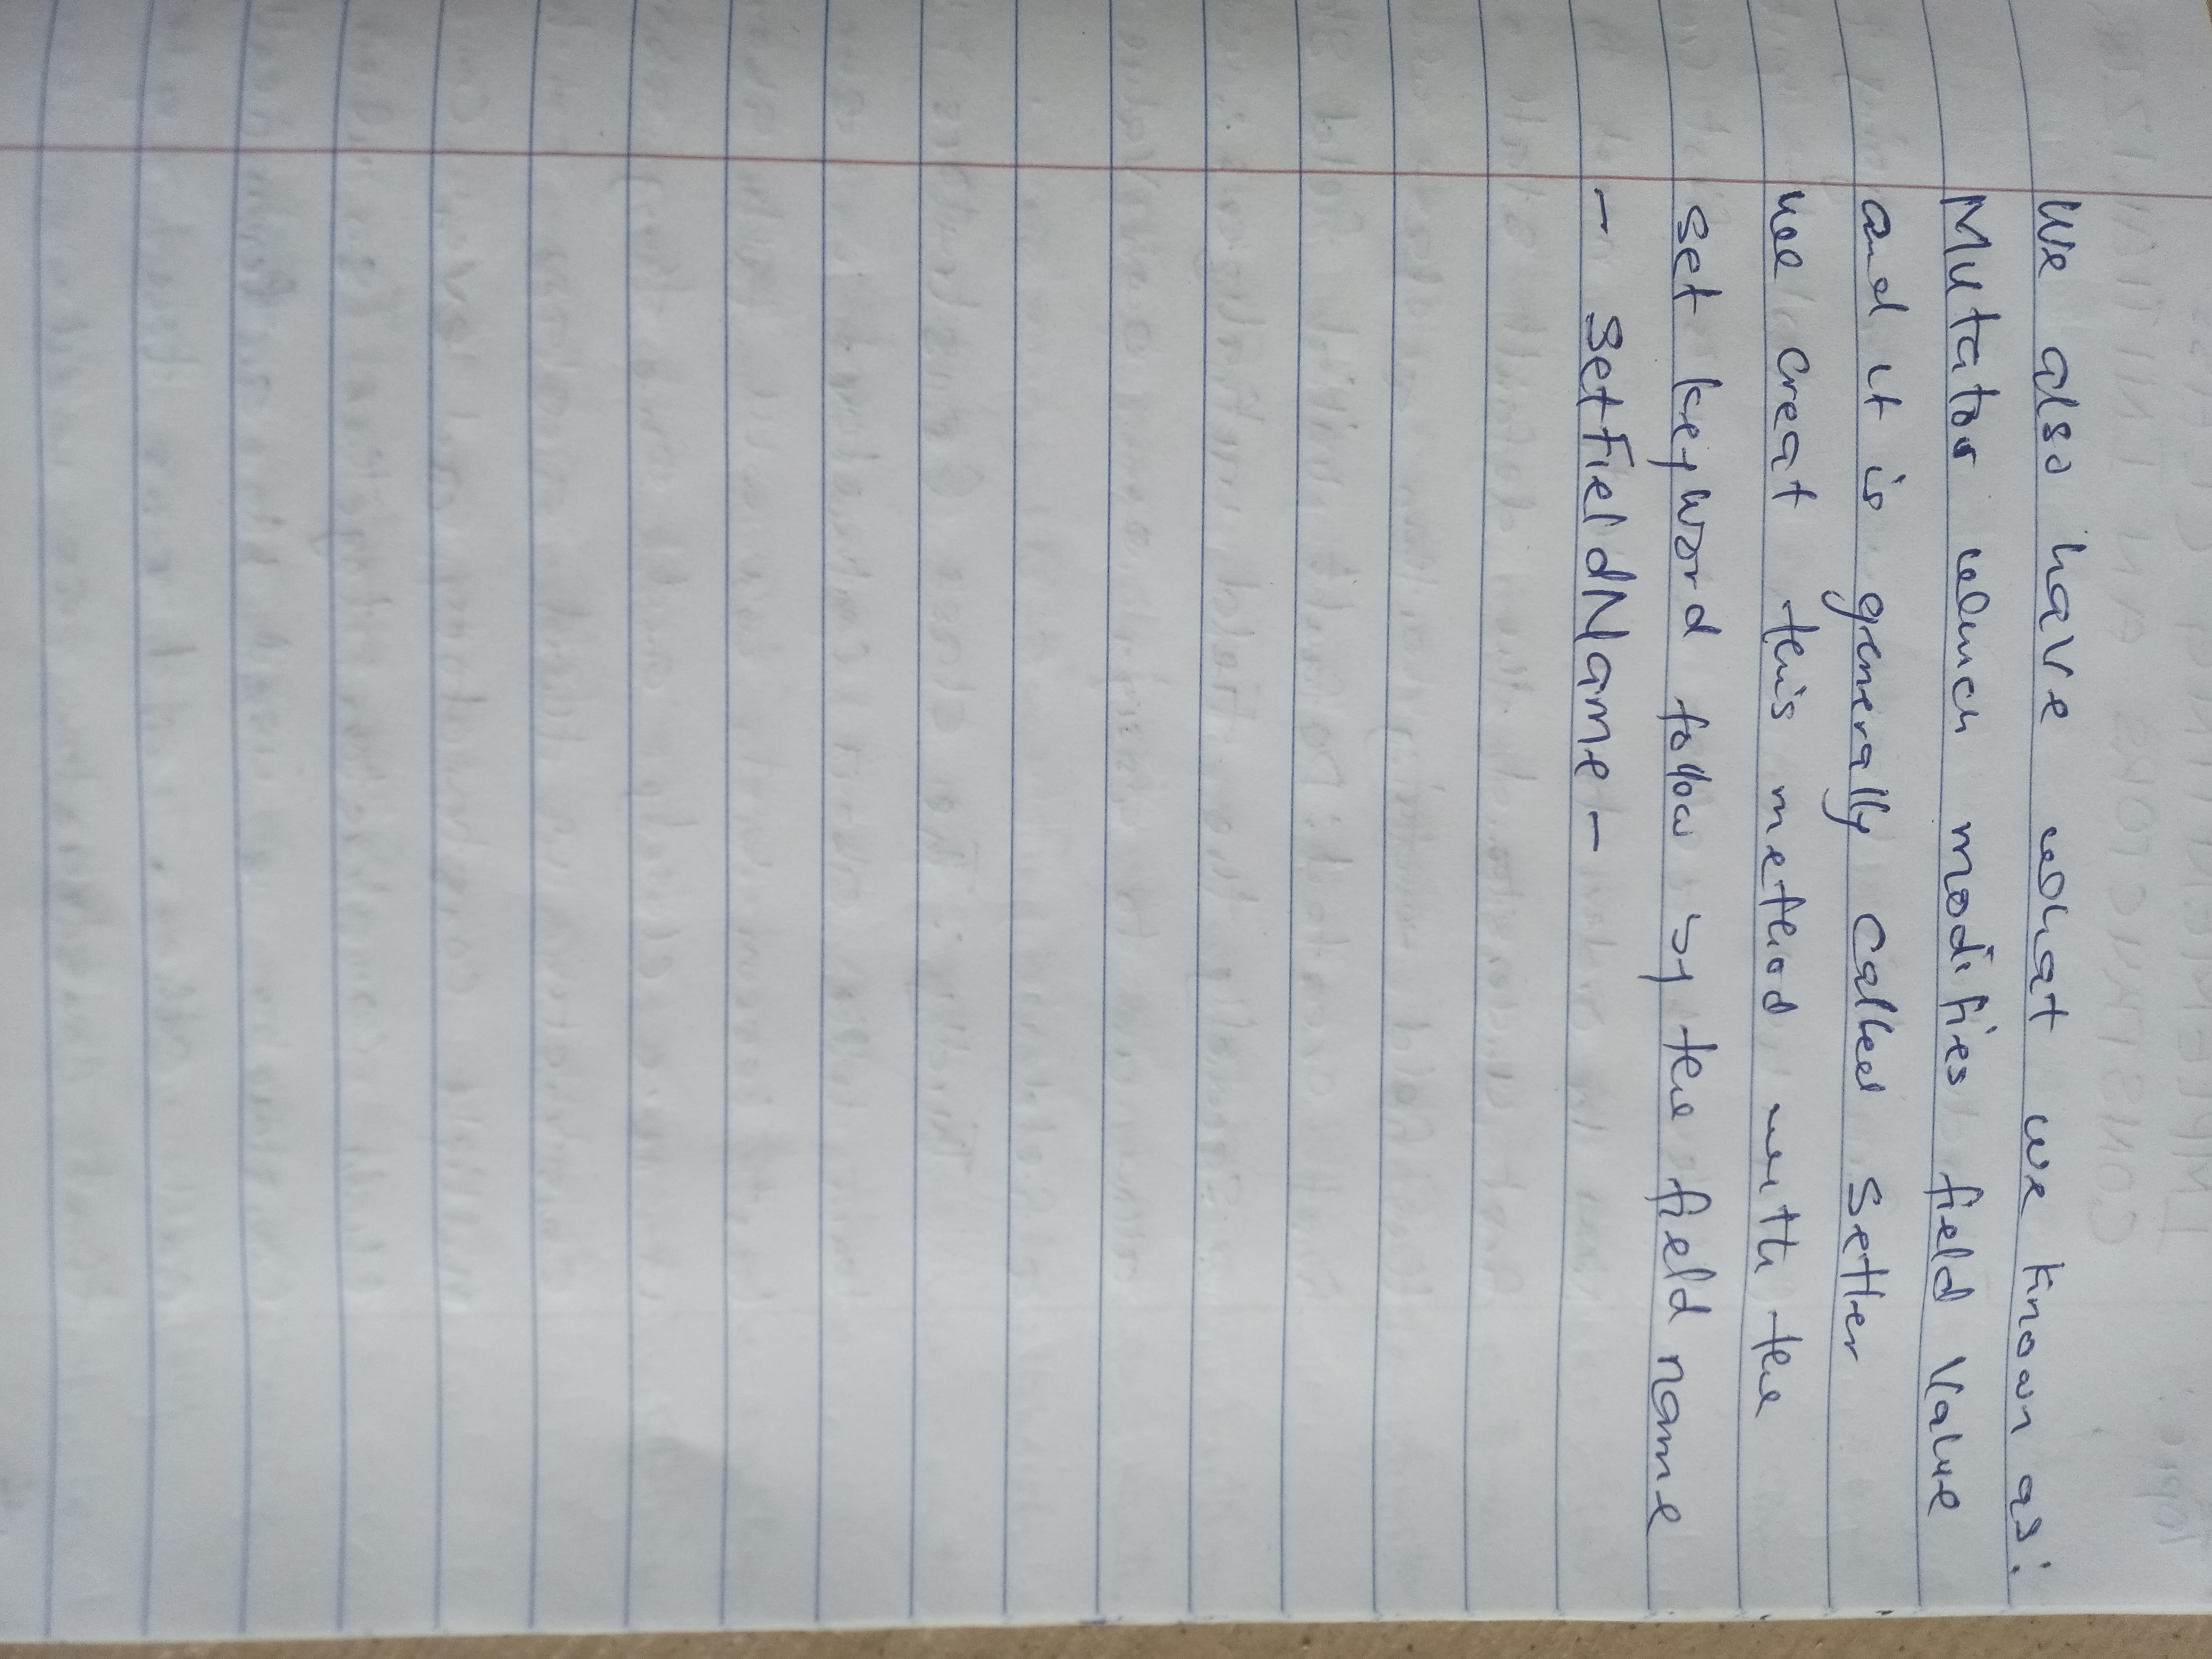 We also have what we known as:
Mutator which modifies field value
and it is generally called setter
we creat this method with the
set keyword follow by the field name
- setFieldName -